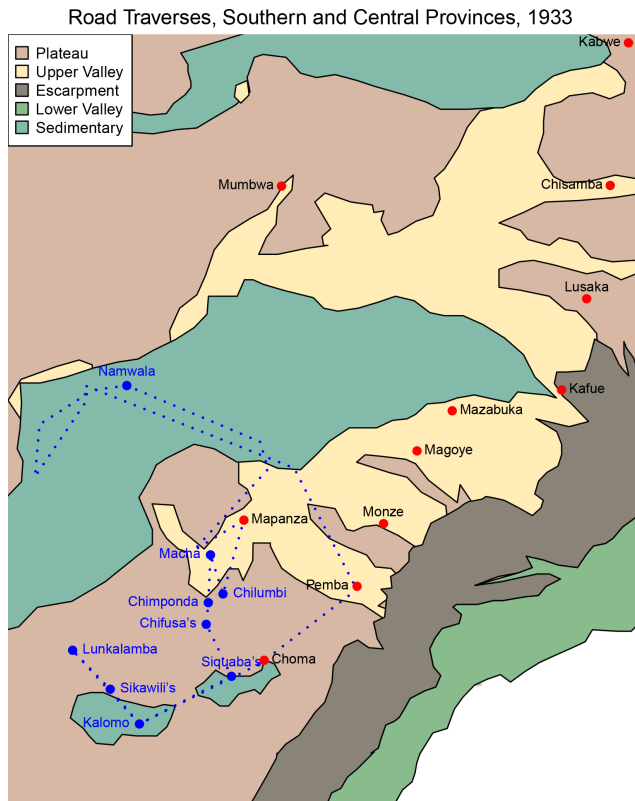 Road Traverses, Southern and Central Provinces, 1933
Kabwe
Plateau
Upper Valley
Escarpment
Lower Valley
Sedimentary
Mumbwa
Chisamba
Lusaka
Namwala
Kafue
Mazabuka
Magoye
Mapanza
Monze
Macha
Pemba
Chilumbi
Chimponda
Chifusa's
Lunkalamba
Siquaba's
Choma
Sikawili's
Kalomo